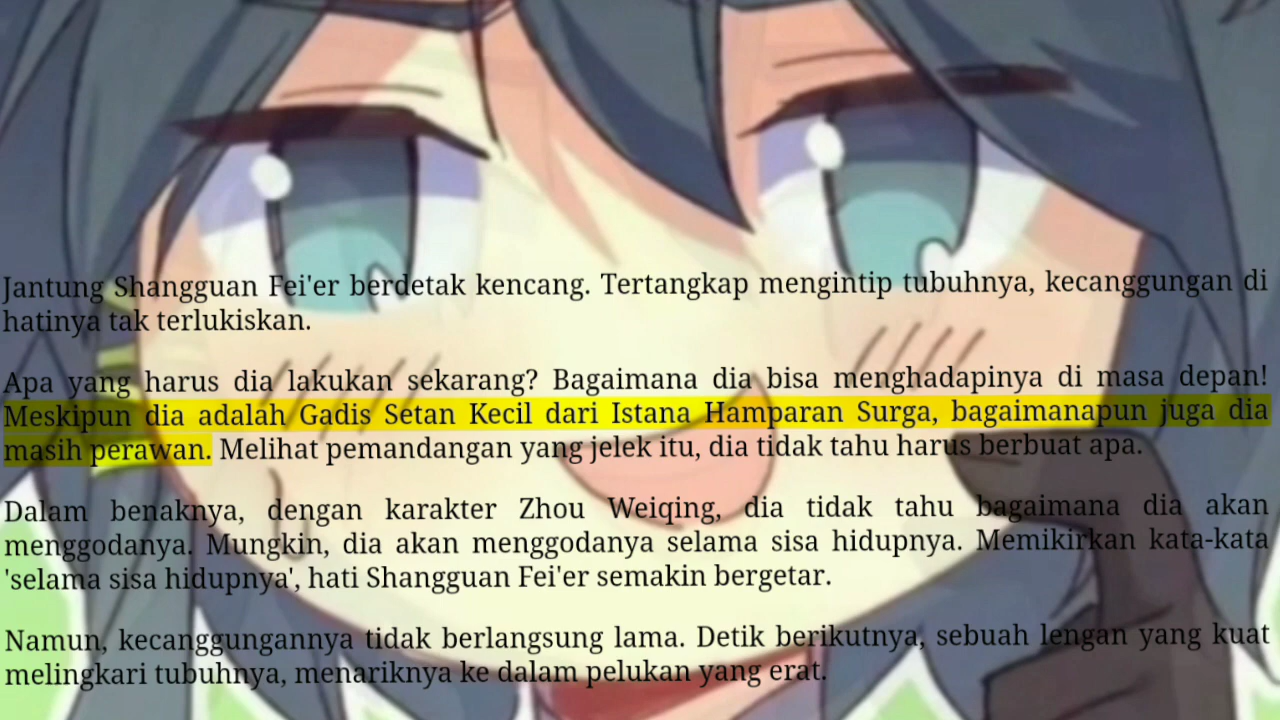 Jantung Shangguan Fei'er berdetak kencang. Tertangkap mengintip tubuhnya, kecanggungan di
hatinya tak terlukiskan.
Apa yang harus dia lakukan sekarang? Bagaimana dia bisa menghadapinya di masa depan!
Meskipun dia adalah Gadis Setan Kecil dari Istana Hamparan Surga, bagaimanapun juga dia
masih perawan. Melihat pemandangan yang jelek itu, dia tidak tahu harus berbuat apa.
Dalam benaknya, dengan karakter Zhou Weiqing, dia tidak tahu bagaimana dia akan
menggodanya. Mungkin, dia akan menggodanya selama sisa hidupnya. Memikirkan kata-kata
'selama sisa hidupnya', hati Shangguan Fei'er semakin bergetar.
Namun, kecanggungannya tidak berlangsung lama. Detik berikutnya, sebuah lengan yang kuat
melingkari tubuhnya, menariknya ke dalam pelukan yang erat.